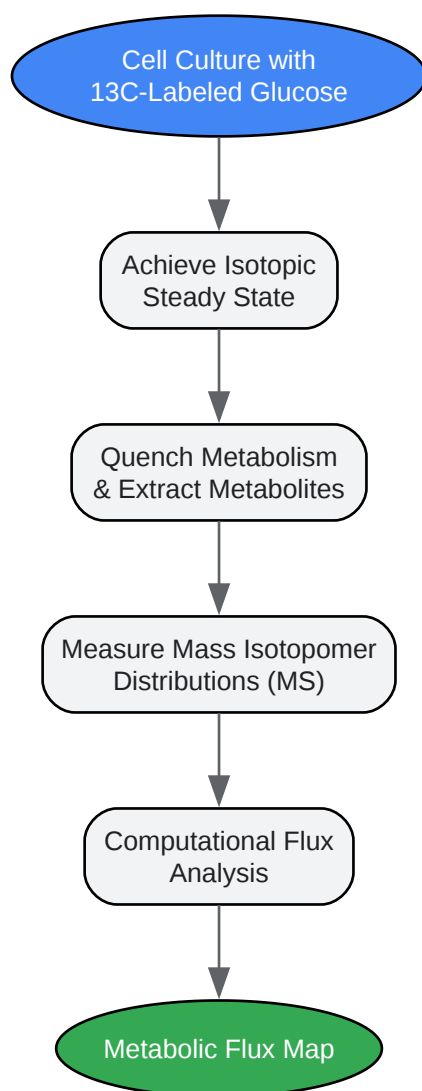 Cell Culture with
13C-Labeled Glucose
Achieve Isotopic
Steady State
Quench Metabolism
& Extract Metabolites
Measure Mass Isotopomer
Distributions (MS)
Computational Flux
Analysis
Metabolic Flux Map